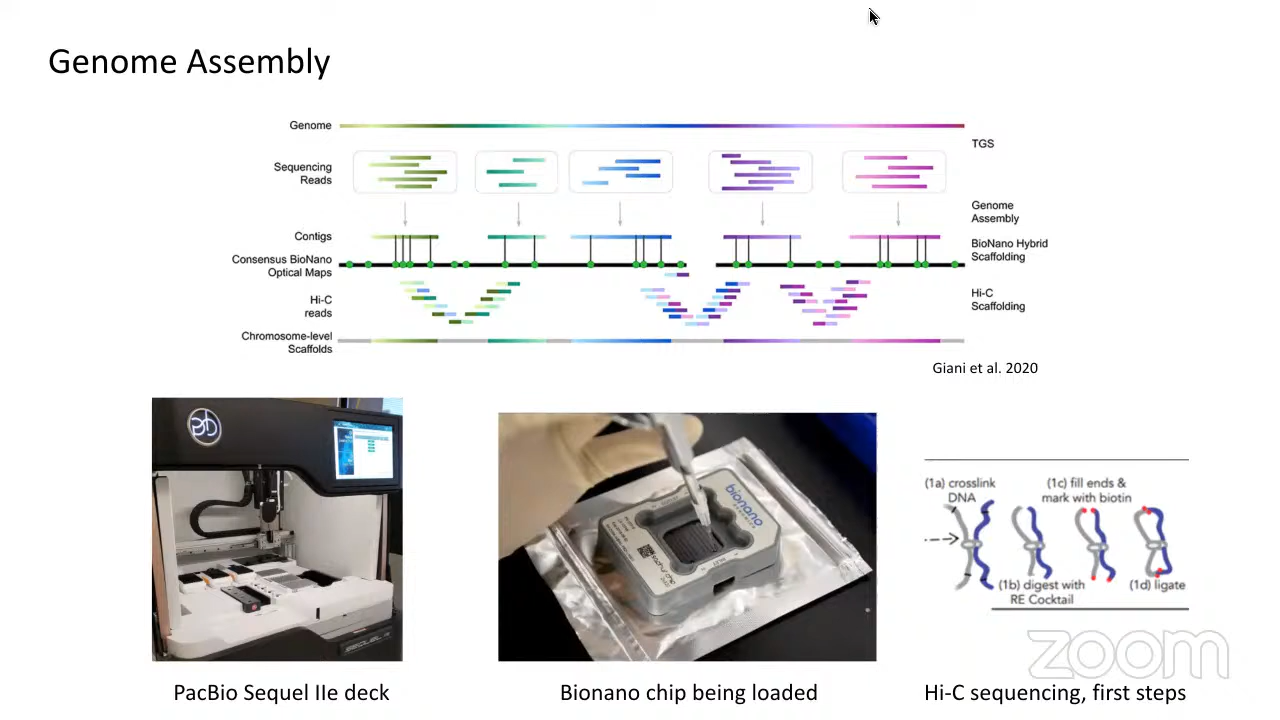 Genome Assembly
Genome
TGS
Sequencing
Reads
Genome
Assembly
Contigs
BioNano Hybrid
Scaffolding
Consensus BioNano
Optical Maps
Hi-C
reads
Hi-C
Scaffolding
Chromosome-level
Scaffolds
Giani et al. 2020
pb
bionano
(1a) crosslink
DNA
(1c) fill ends &
mark with biotin
(1b) digest with
RE Cocktail
(1d) ligate
zoom
PacBio Sequel IIe deck
Bionano chip being loaded
Hi-C sequencing, first steps